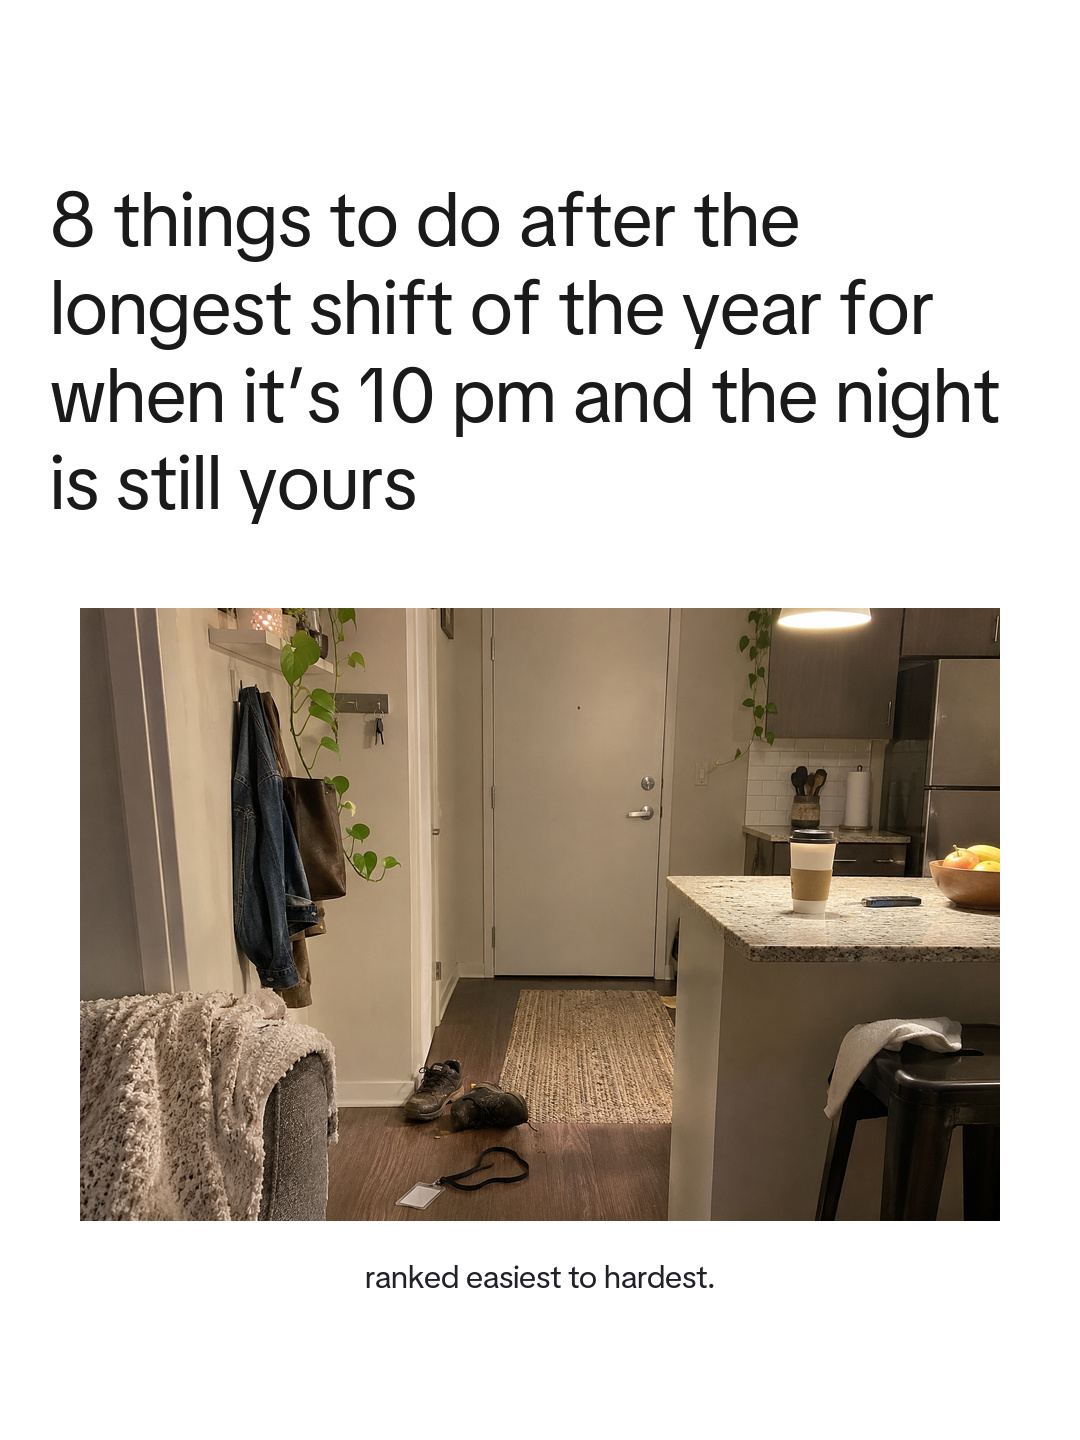 8 things to do after the
longest shift of the year for
when it’s 10 pm and the night
is still yours
ranked easiest to hardest.